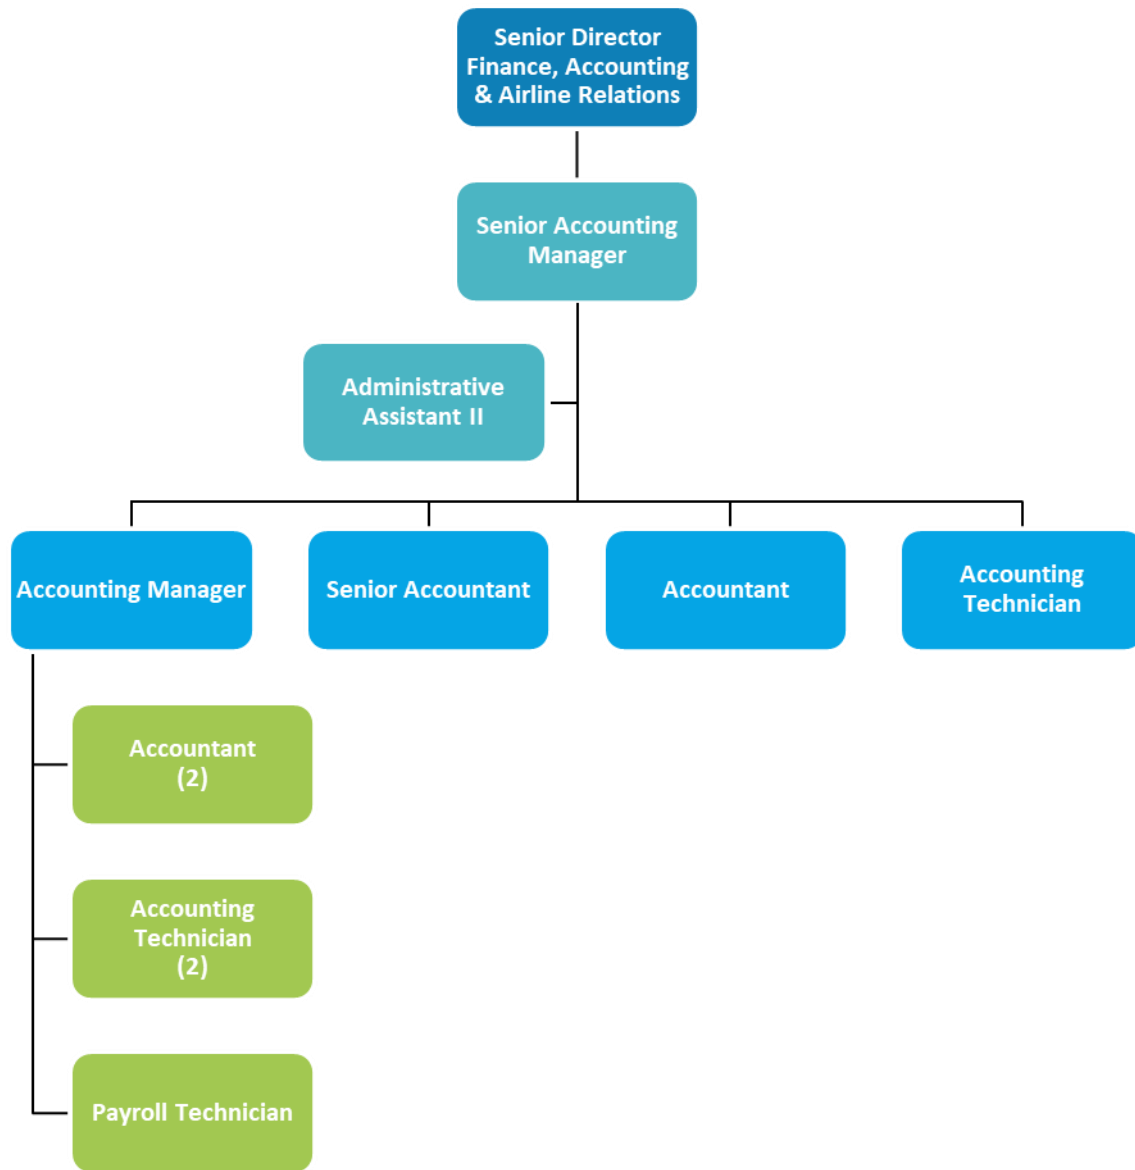 Senior Director
Finance, Accounting
& Airline Relations
Senior Accounting
Manager
Administrative
Assistant II
Accounting Manager
Senior Accountant
Accountant
Accounting
Technician
Accountant
(2)
Accounting
Technician
(2)
Payroll Technician